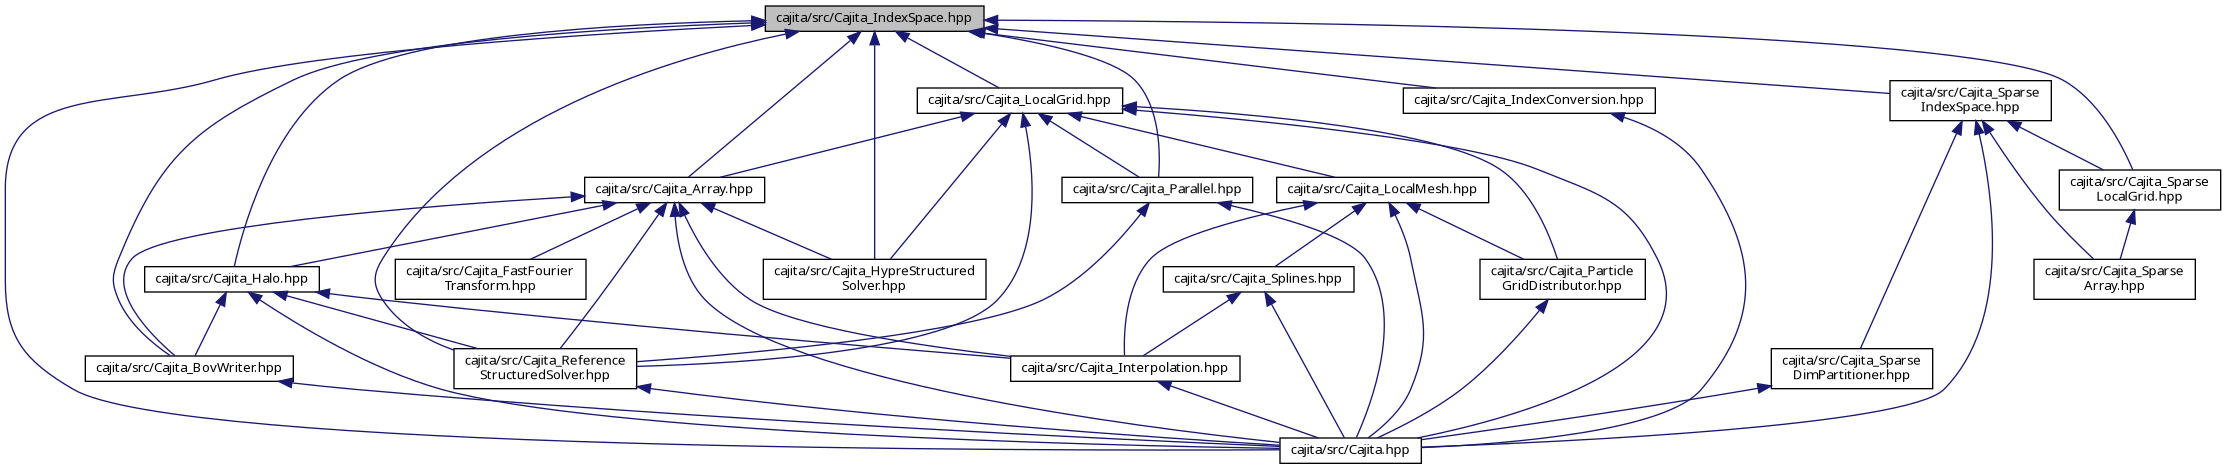 cajita/src/Cajita_IndexSpace.hpp
cajita/src/Cajita_LocalGrid.hpp
cajita/src/Cajita_IndexConversion.hpp
cajita/src/Cajita_Sparse
IndexSpace.hpp
cajita/src/Cajita_Array.hpp
cajita/src/Cajita_Parallel.hpp
cajita/src/Cajita_LocalMesh.hpp
cajita/src/Cajita_Sparse
LocalGrid.hpp
cajita/src/Cajita_Halo.hpp
cajita/src/Cajita_FastFourier
Transform.hpp
cajita/src/Cajita_HypreStructured
Solver.hpp
cajita/src/Cajita_Splines.hpp
cajita/src/Cajita_Particle
GridDistributor.hpp
cajita/src/Cajita_Sparse
Array.hpp
cajita/src/Cajita_BovWriter.hpp
cajita/src/Cajita_Reference
StructuredSolver.hpp
cajita/src/Cajita_Interpolation.hpp
cajita/src/Cajita_Sparse
DimPartitioner.hpp
cajita/src/Cajita.hpp